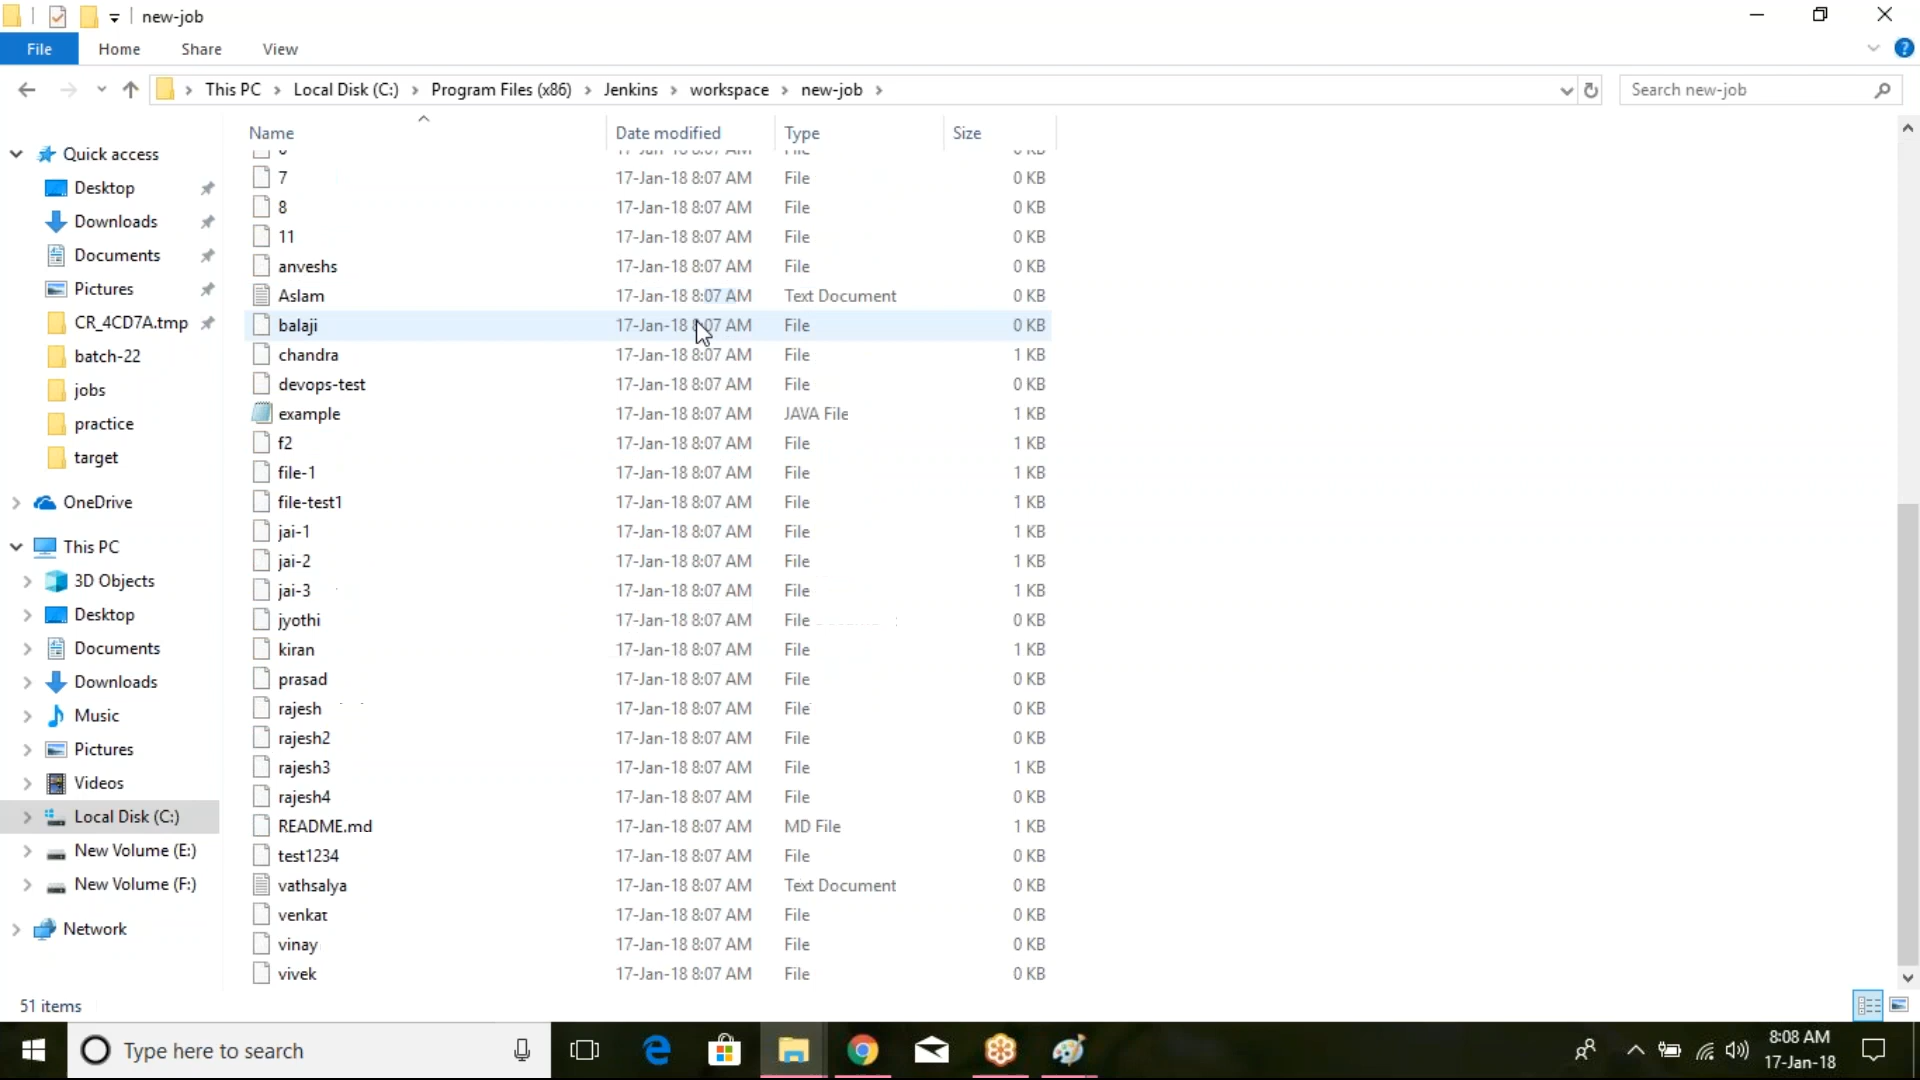 new-job
File Home Share View
This PC Local Disk (C:) Program Files (x86) Jenkins workspace new-job
Search new-job
Name Date modified Type Size
Quick access
Desktop
Downloads
Documents
Pictures
CR_4CD7A.tmp
batch-22
jobs
practice
target
OneDrive
This PC
3D Objects
Desktop
Documents
Downloads
Music
Pictures
Videos
Local Disk (C:)
New Volume (E:)
New Volume (F:)
Network
7 17-Jan-18 8:07 AM File 0 KB
8 17-Jan-18 8:07 AM File 0 KB
11 17-Jan-18 8:07 AM File 0 KB
anveshs 17-Jan-18 8:07 AM File 0 KB
Aslam 17-Jan-18 8:07 AM Text Document 0 KB
balaji 17-Jan-18 8:07 AM File 0 KB
chandra 17-Jan-18 8:07 AM File 1 KB
devops-test 17-Jan-18 8:07 AM File 0 KB
example 17-Jan-18 8:07 AM JAVA File 1 KB
f2 17-Jan-18 8:07 AM File 1 KB
file-1 17-Jan-18 8:07 AM File 1 KB
file-test1 17-Jan-18 8:07 AM File 1 KB
jai-1 17-Jan-18 8:07 AM File 1 KB
jai-2 17-Jan-18 8:07 AM File 1 KB
jai-3 17-Jan-18 8:07 AM File 1 KB
jyothi 17-Jan-18 8:07 AM File 0 KB
kiran 17-Jan-18 8:07 AM File 1 KB
prasad 17-Jan-18 8:07 AM File 0 KB
rajesh 17-Jan-18 8:07 AM File 0 KB
rajesh2 17-Jan-18 8:07 AM File 0 KB
rajesh3 17-Jan-18 8:07 AM File 1 KB
rajesh4 17-Jan-18 8:07 AM File 0 KB
README.md 17-Jan-18 8:07 AM MD File 1 KB
test1234 17-Jan-18 8:07 AM File 0 KB
vathsalya 17-Jan-18 8:07 AM Text Document 0 KB
venkat 17-Jan-18 8:07 AM File 0 KB
vinay 17-Jan-18 8:07 AM File 0 KB
vivek 17-Jan-18 8:07 AM File 0 KB
51 items
Type here to search
8:08 AM
17-Jan-18